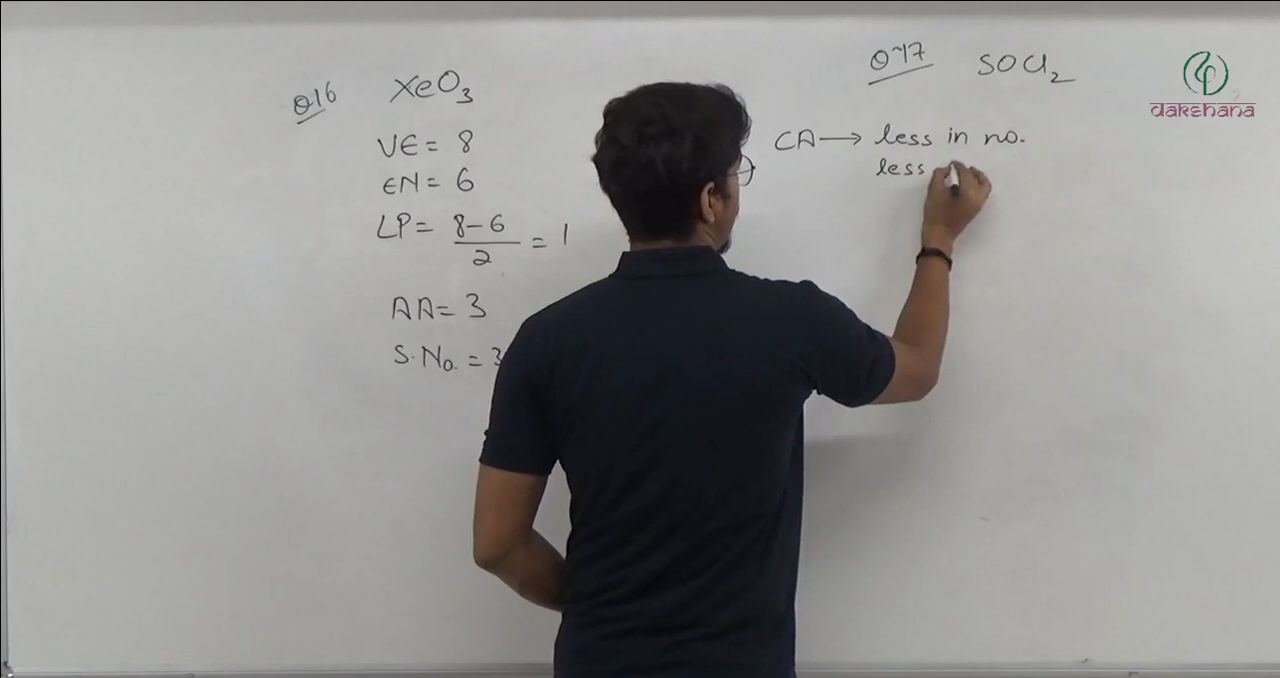 Q16 XeO3
VE = 8
EN = 6
LP = 8-6/2 = 1
AA = 3
S.No. = 3
Q-17 SOCl2
CA → less in no.
less
dakshana